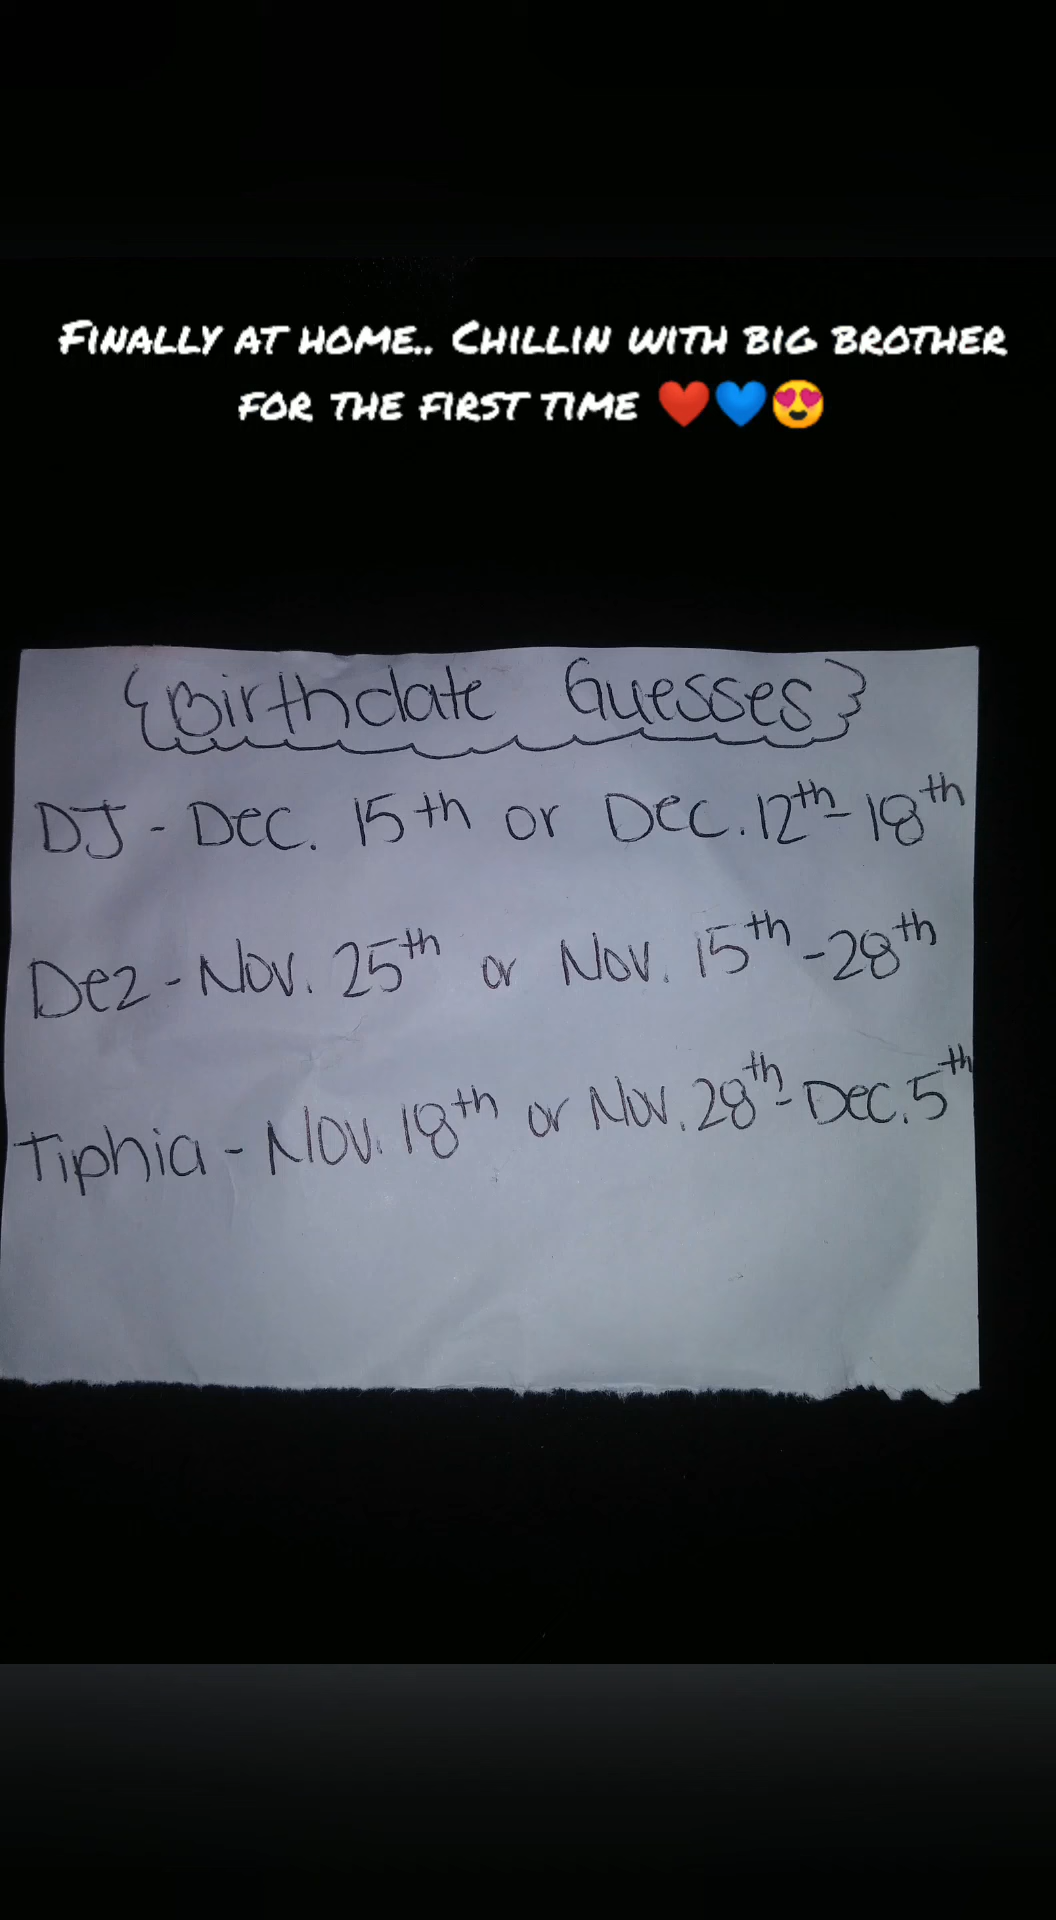 Finally at home.. Chillin with big brother
for the first time ❤️💙😍
{Birthdate Guesses}
DJ - Dec. 15th or Dec. 12th - 18th
Dez - Nov. 25th or Nov. 15th - 28th
Tiphia - Nov. 18th or Nov. 28th - Dec. 5th